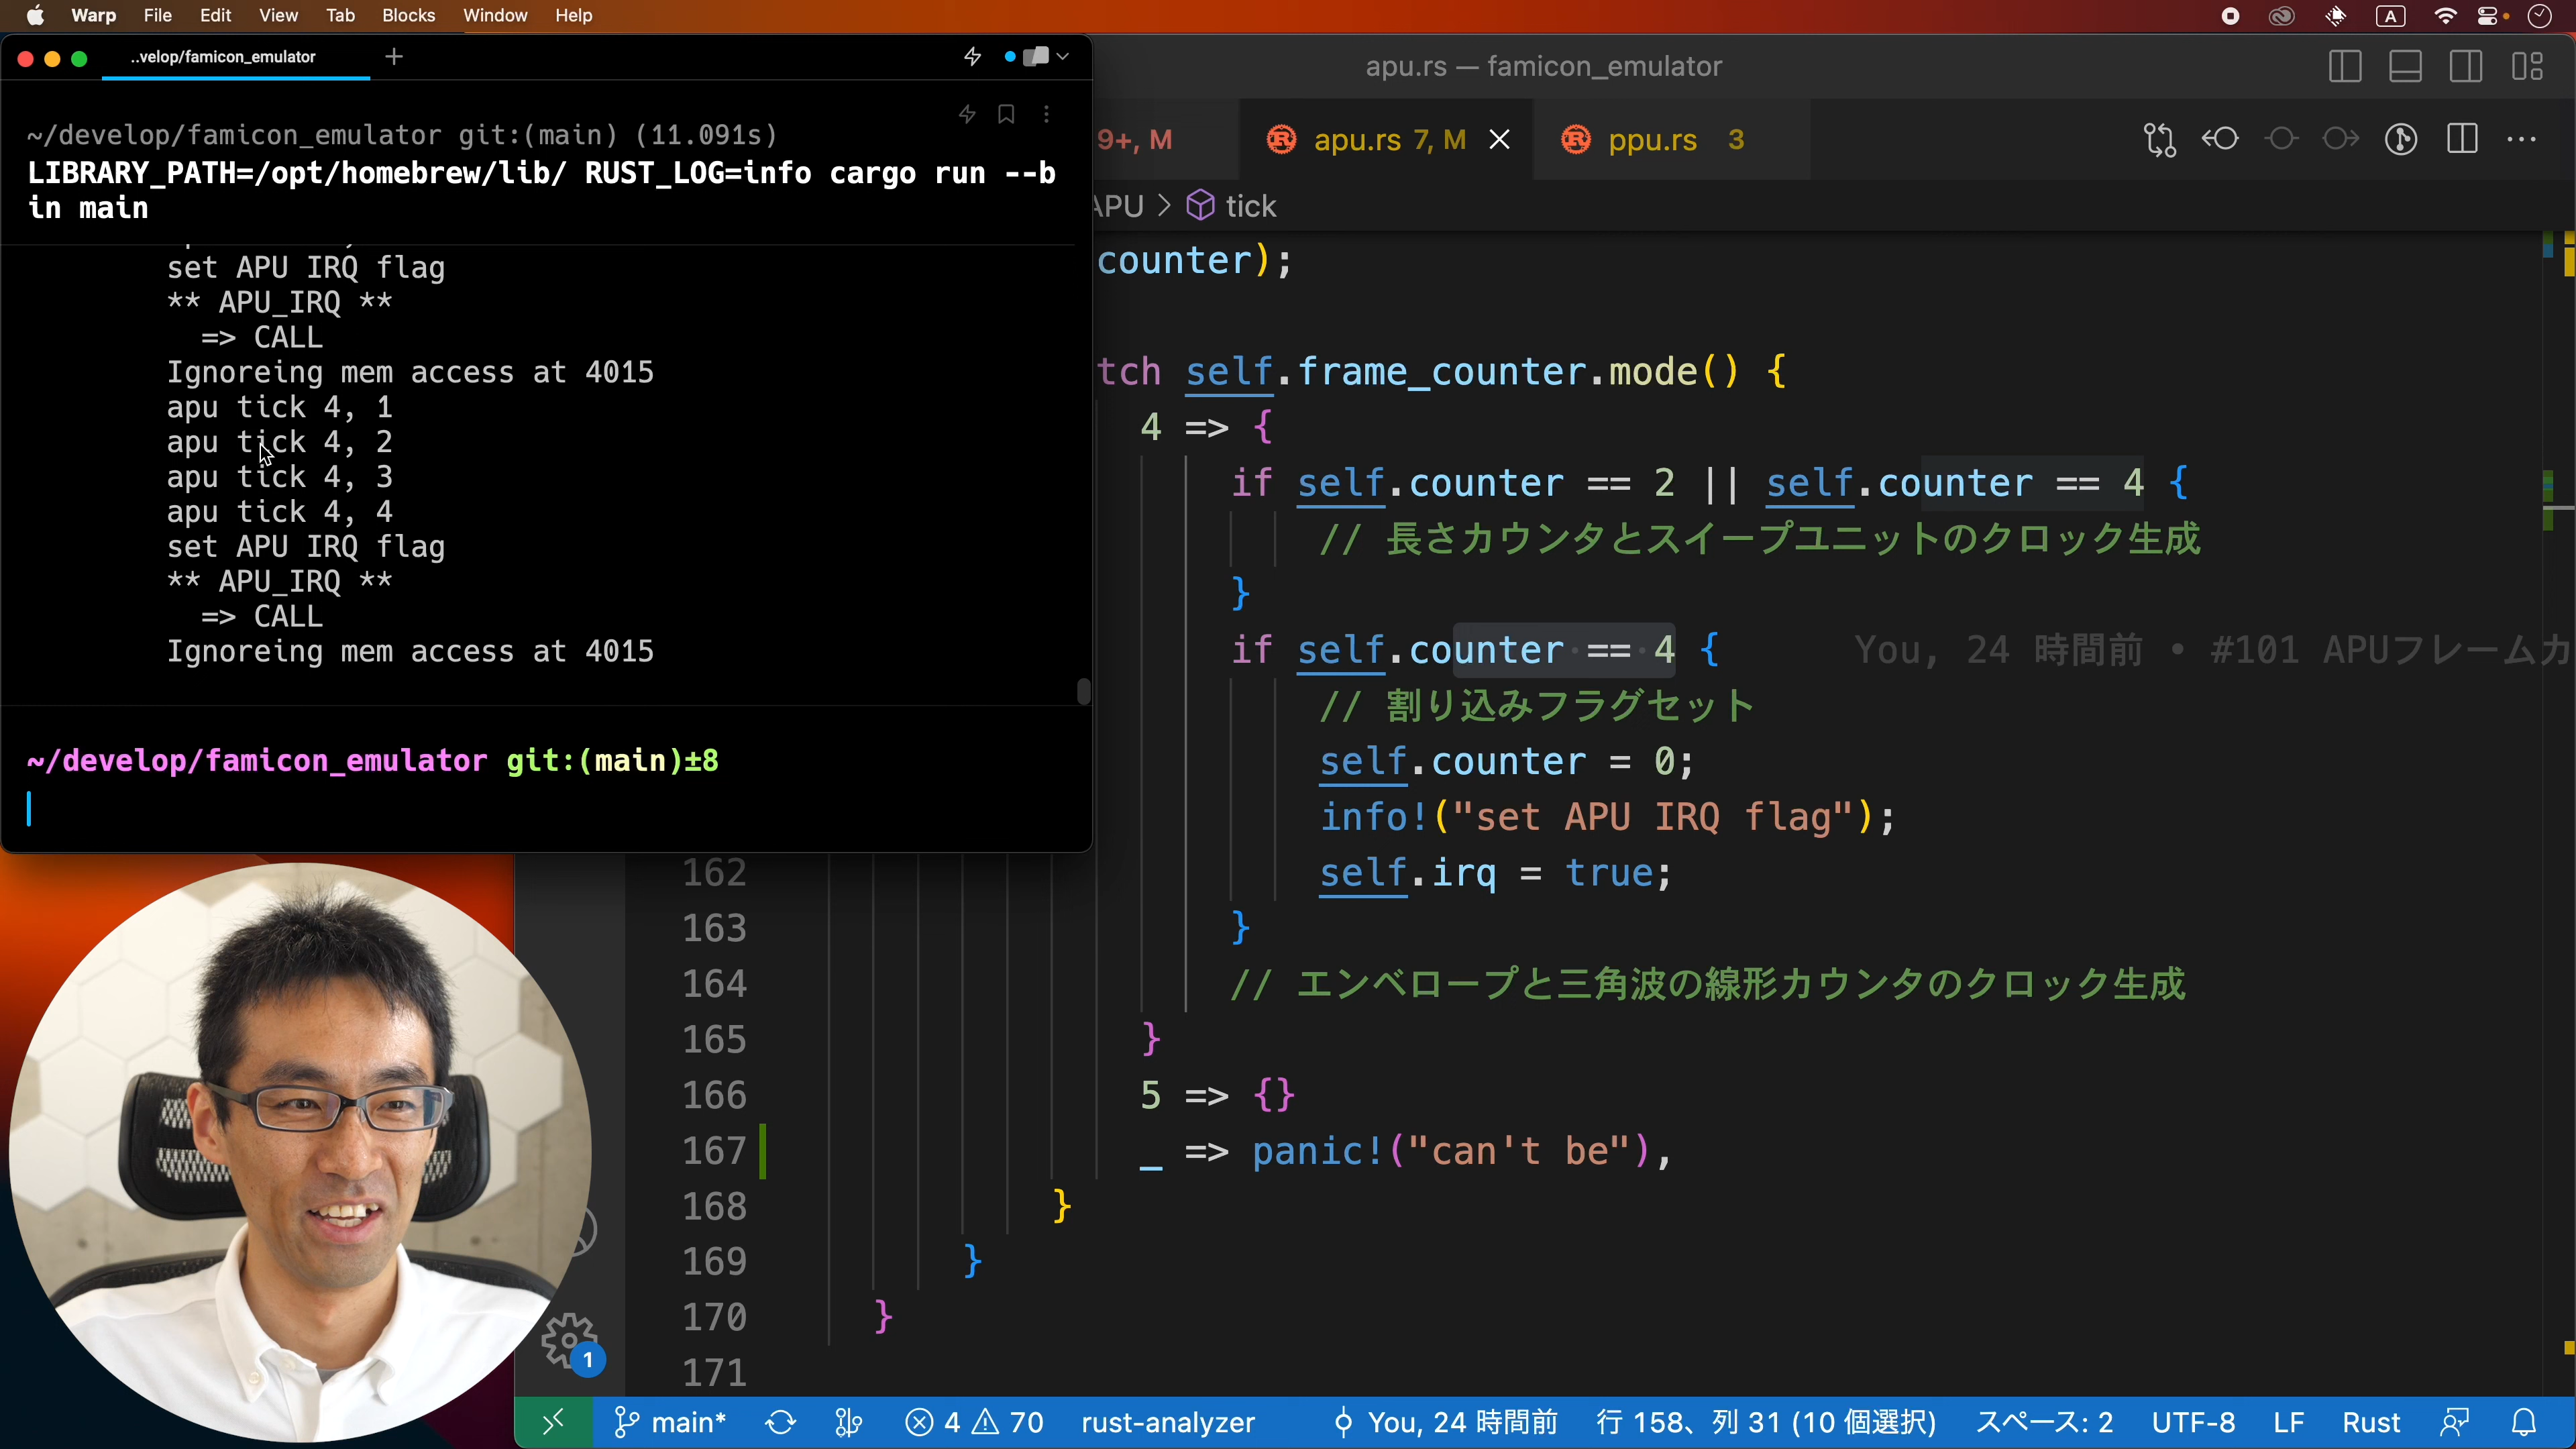 Warp File Edit View Tab Blocks Window Help
A
..velop/famicon_emulator
~/develop/famicon_emulator git:(main) (11.091s)
LIBRARY_PATH=/opt/homebrew/lib/ RUST_LOG=info cargo run --b
in main
set APU IRQ flag
** APU_IRQ **
=> CALL
Ignoreing mem access at 4015
apu tick 4, 1
apu tick 4, 2
apu tick 4, 3
apu tick 4, 4
set APU IRQ flag
** APU_IRQ **
=> CALL
Ignoreing mem access at 4015
~/develop/famicon_emulator git:(main)±8
apu.rs — famicon_emulator
9+, M
apu.rs 7, M
ppu.rs 3
APU > tick
counter);
tch self.frame_counter.mode() {
4 => {
if self.counter == 2 || self.counter == 4 {
// 長さカウンタとスイープユニットのクロック生成
}
if self.counter == 4 { You, 24 時間前 • #101 APUフレームカ
// 割り込みフラグセット
self.counter = 0;
info!("set APU IRQ flag");
162 self.irq = true;
163 }
164 // エンベロープと三角波の線形カウンタのクロック生成
165 }
166 5 => {}
167 _ => panic!("can't be"),
168 }
169 }
170 }
171
1
main* 4 70 rust-analyzer You, 24 時間前 行 158、列 31 (10 個選択) スペース: 2 UTF-8 LF Rust